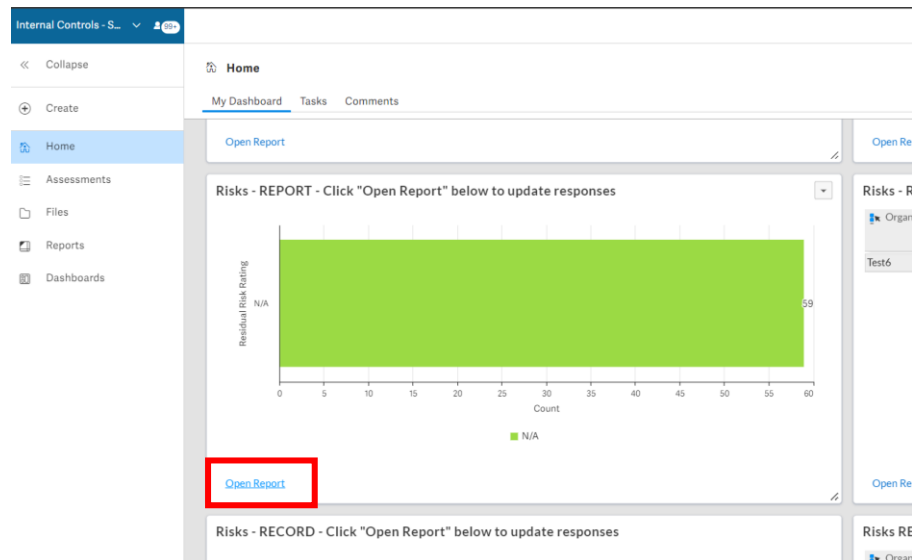 Internal Controls - S... 99+
Collapse
Create
Home
Assessments
Files
Reports
Dashboards
Home
My Dashboard Tasks Comments
Open Report
Open Re
Risks - REPORT - Click "Open Report" below to update responses
Residual Risk Rating
N/A
59
0 5 10 15 20 25 30 35 40 45 50 55 60
Count
N/A
Open Report
Risks - R
Organ
Test6
Open Re
Risks - RECORD - Click "Open Report" below to update responses
Risks RE
Organ